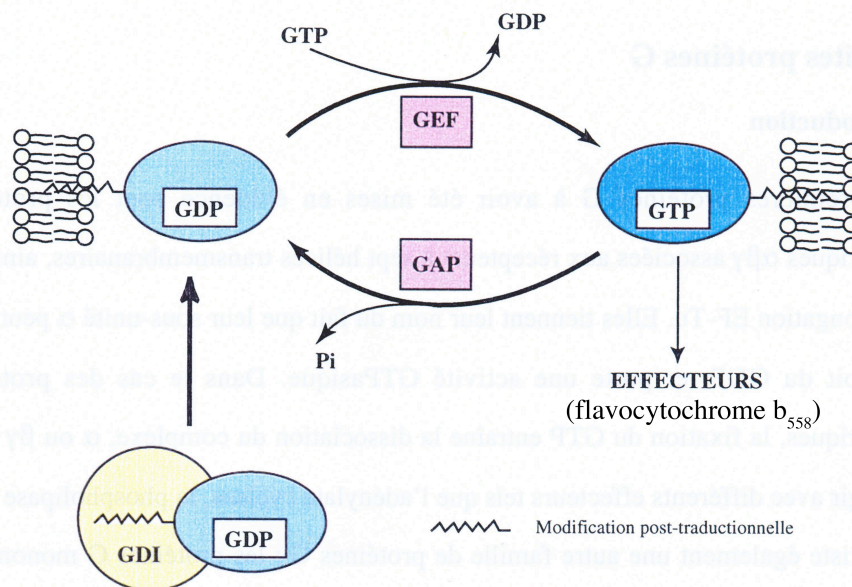 GTP
GDP
GEF
GDP
GTP
GAP
Pi
EFFECTEURS
(flavocytochrome b558)
GDP
GDI
Modification post-traductionnelle